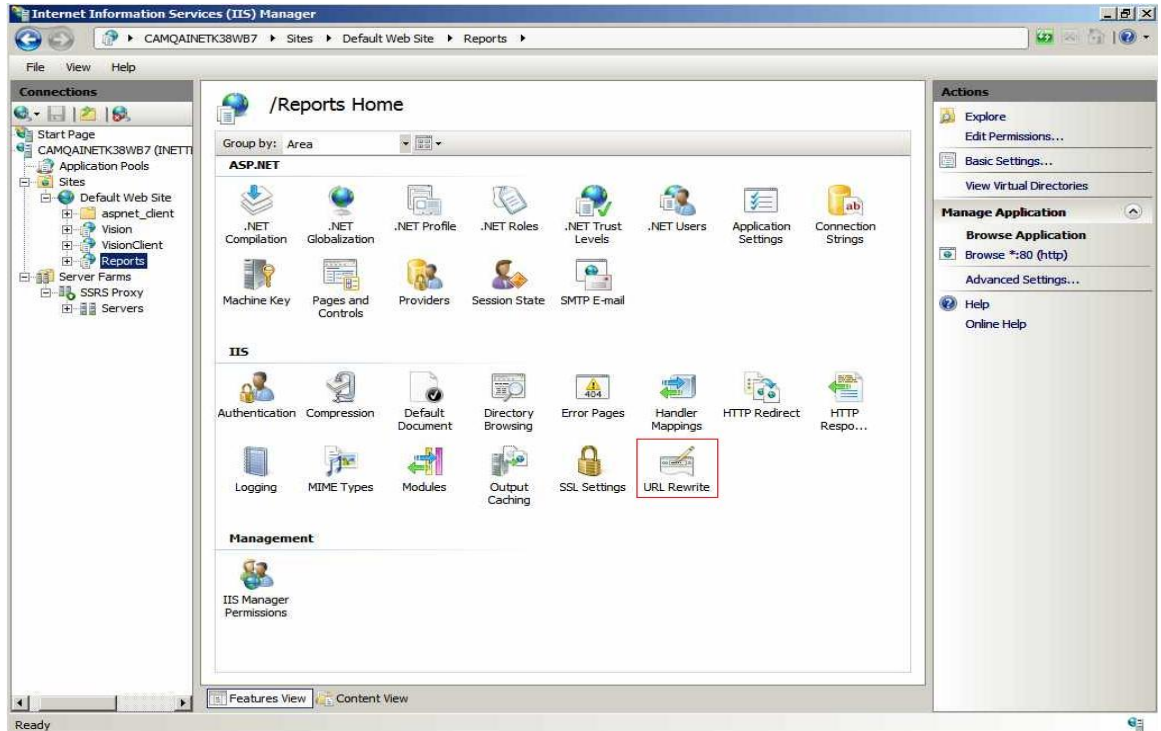 Internet Information Services (IIS) Manager
CAMQAINETK38WB7 Sites Default Web Site Reports
File View Help
Connections
Start Page
CAMQAINETK38WB7 (INETT
Application Pools
Sites
Default Web Site
aspnet_client
Vision
VisionClient
Reports
Server Farms
SSRS Proxy
Servers
/Reports Home
Group by: Area
ASP.NET
.NET Compilation
.NET Globalization
.NET Profile
.NET Roles
.NET Trust Levels
.NET Users
Application Settings
Connection Strings
Machine Key
Pages and Controls
Providers
Session State
SMTP E-mail
IIS
Authentication
Compression
Default Document
Directory Browsing
Error Pages
Handler Mappings
HTTP Redirect
HTTP Respo...
Logging
MIME Types
Modules
Output Caching
SSL Settings
URL Rewrite
Management
IIS Manager Permissions
Features View
Content View
Actions
Explore
Edit Permissions...
Basic Settings...
View Virtual Directories
Manage Application
Browse Application
Browse *:80 (http)
Advanced Settings...
Help
Online Help
Ready
ab
404